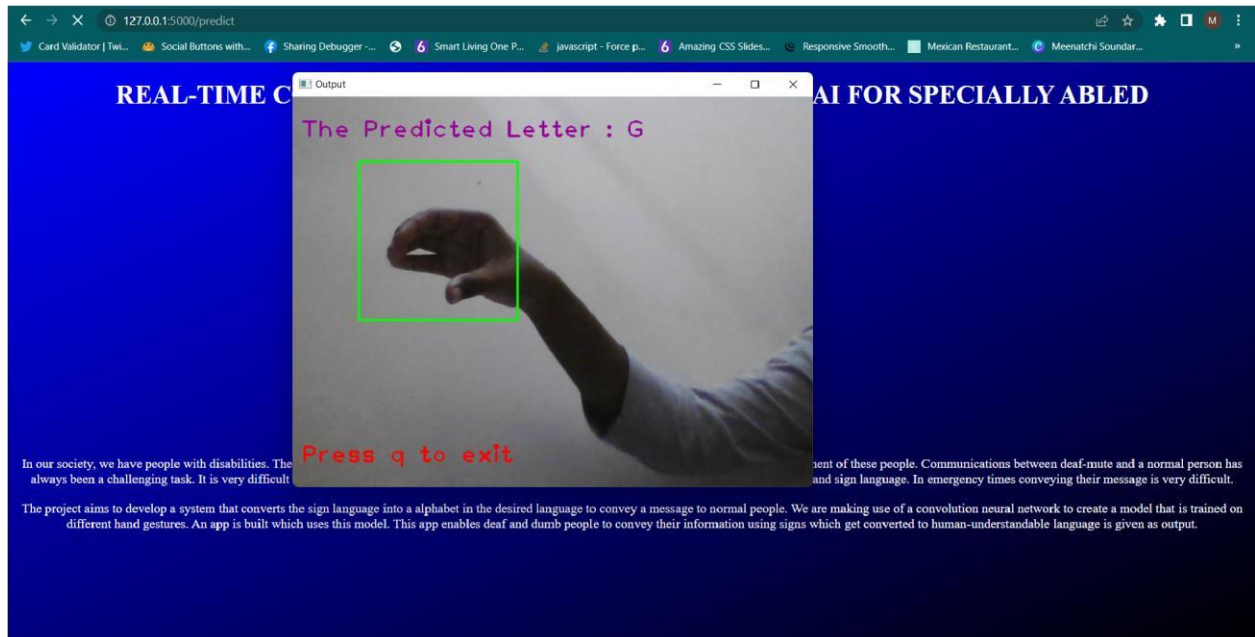 127.0.0.1:5000/predict
M
Card Validator | Twi...
Social Buttons with...
Sharing Debugger -...
Smart Living One P...
javascript - Force p...
Amazing CSS Slides...
Responsive Smooth...
Mexican Restaurant...
Meenatchi Soundar...
»
Output
REAL-TIME C AI FOR SPECIALLY ABLED
The Predicted Letter : G
Press q to exit
In our society, we have people with disabilities. The nent of these people. Communications between deaf-mute and a normal person has
always been a challenging task. It is very difficult and sign language. In emergency times conveying their message is very difficult.
The project aims to develop a system that converts the sign language into a alphabet in the desired language to convey a message to normal people. We are making use of a convolution neural network to create a model that is trained on
different hand gestures. An app is built which uses this model. This app enables deaf and dumb people to convey their information using signs which get converted to human-understandable language is given as output.